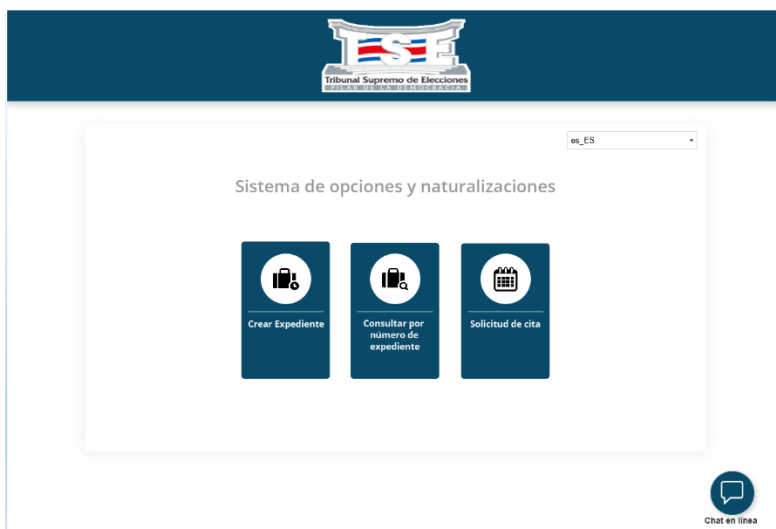 TSE
Tribunal Supremo de Elecciones
PILAR DE LA DEMOCRACIA
es_ES
Sistema de opciones y naturalizaciones
Crear Expediente
Consultar por
número de
expediente
Solicitud de cita
Chat en línea